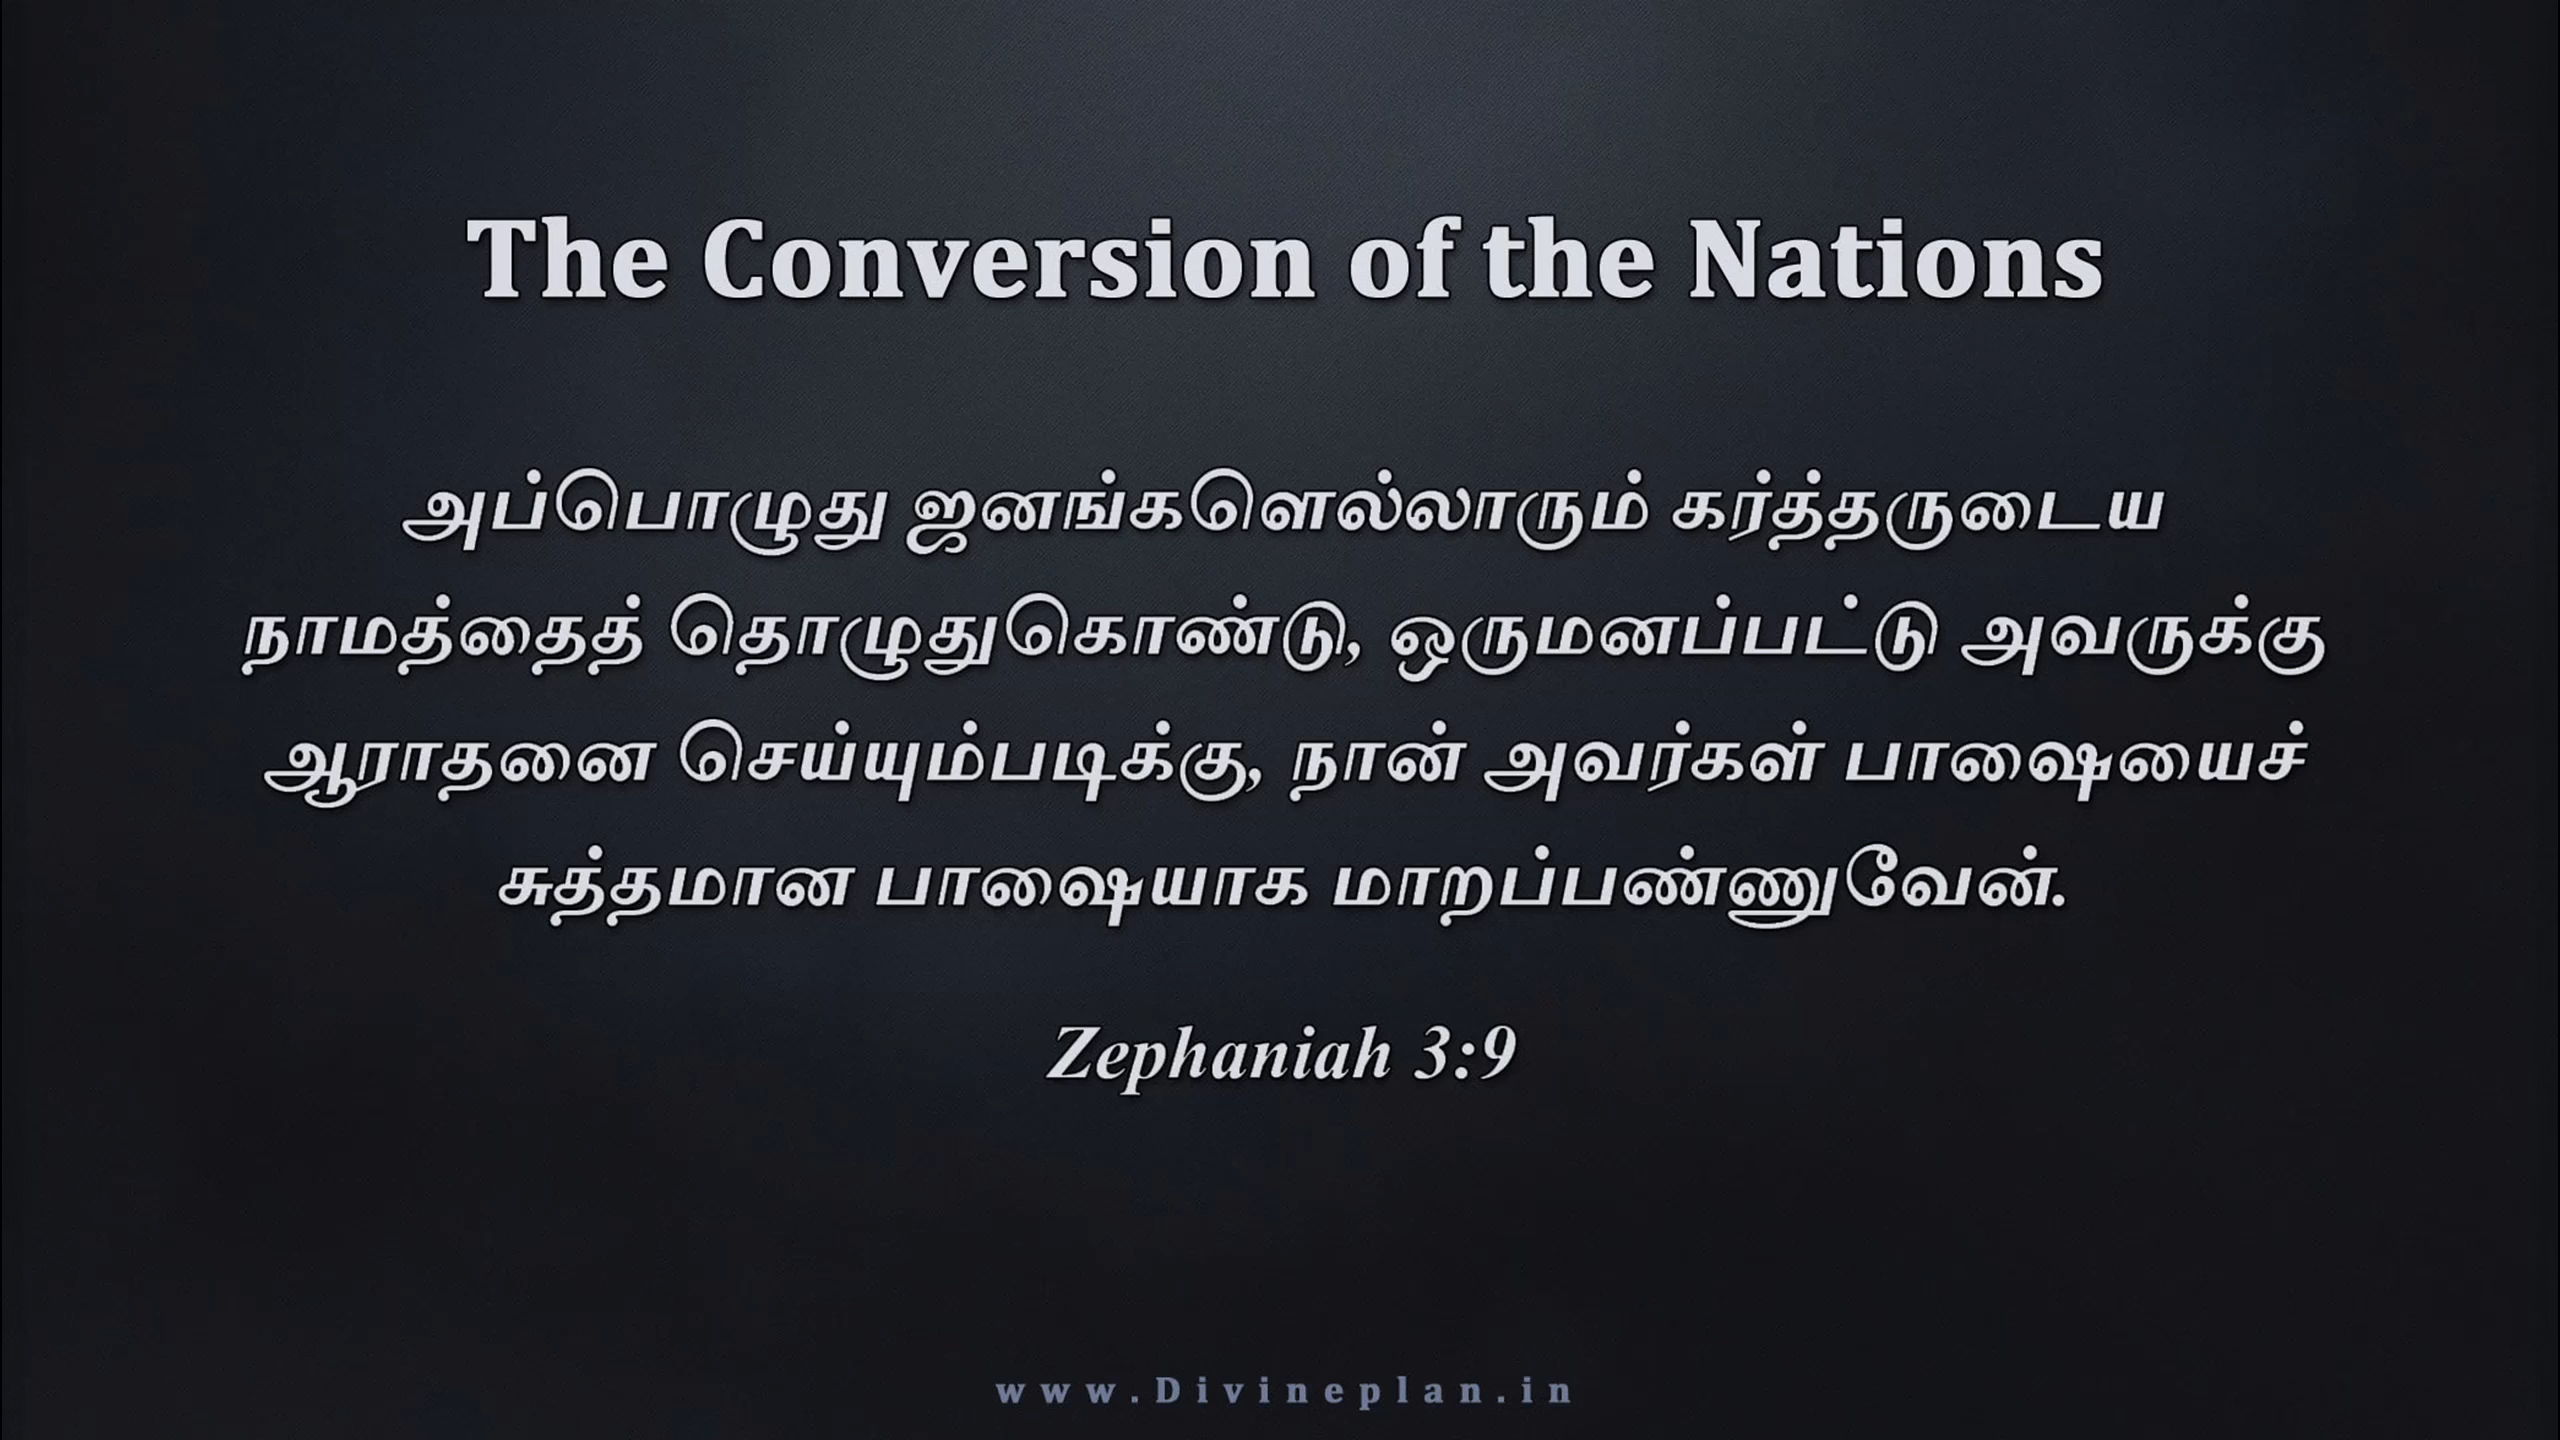 The Conversion of the Nations
அப்பொழுது ஜனங்களெல்லாரும் கர்த்தருடைய
நாமத்தைத் தொழுதுகொண்டு, ஒருமனப்பட்டு அவருக்கு
ஆராதனை செய்யும்படிக்கு, நான் அவர்கள் பாஷையைச்
சுத்தமான பாஷையாக மாறப்பண்ணுவேன்.
Zephaniah 3:9
www.Divineplan.in